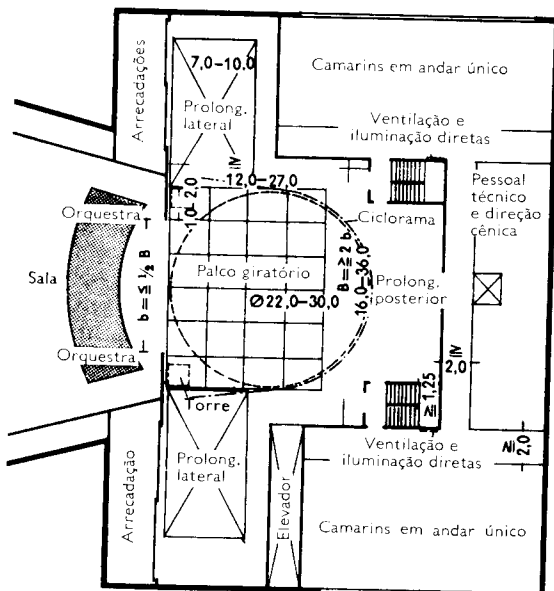 Arrecadações
7,0–10,0
Prolong.
lateral
Camarins em andar único
Ventilação e
iluminação diretas
≥
12,0–27,0
1,0–2,0
Orquestra
Ciclorama
Pessoal
técnico
e direção
cênica
Sala
b = ≤ ½ B
Palco giratório
Ø22,0–30,0
B = ≥ 2 b
16,0–36,0
Prolong.
posterior
Orquestra
≥
2,0
≥ 1,25
Torre
Arrecadação
Prolong.
lateral
Elevador
Ventilação e
iluminação diretas
≥
2,0
Camarins em andar único